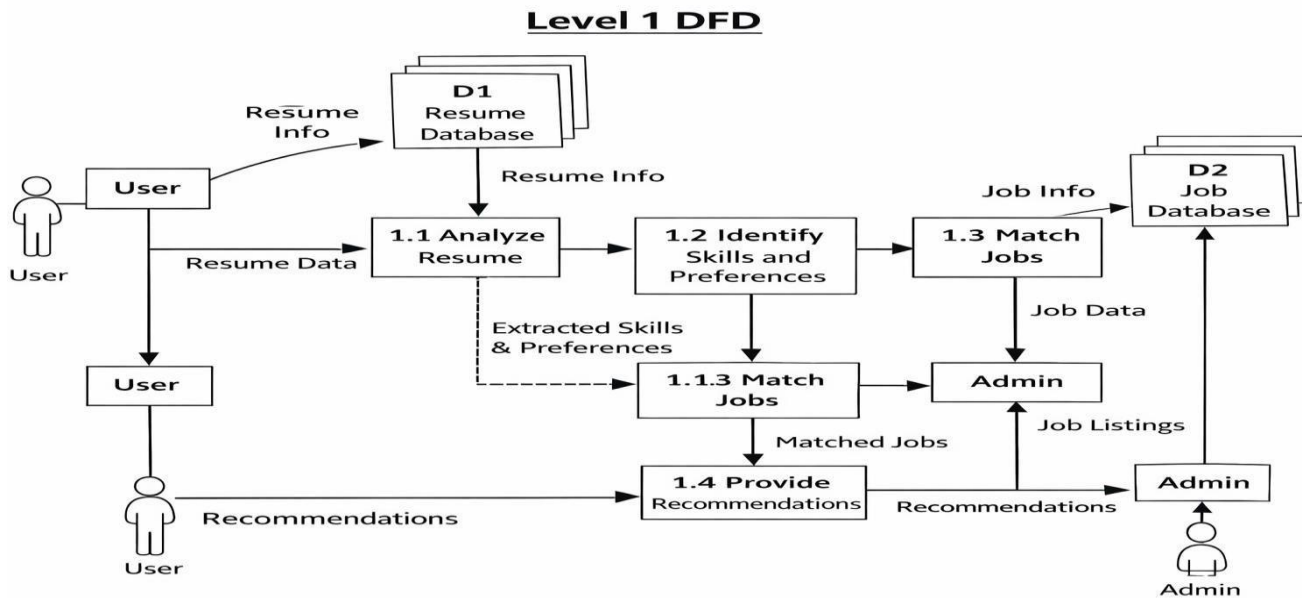 Level 1 DFD
D1
Resume
Database
Resume
Info
User
Resume Info
D2
Job
Database
Job Info
User
Resume Data
1.1 Analyze
Resume
1.2 Identify
Skills and
Preferences
1.3 Match
Jobs
Extracted Skills
& Preferences
Job Data
User
1.1.3 Match
Jobs
Admin
Matched Jobs
Job Listings
1.4 Provide
Recommendations
Admin
Recommendations
Recommendations
User
Admin